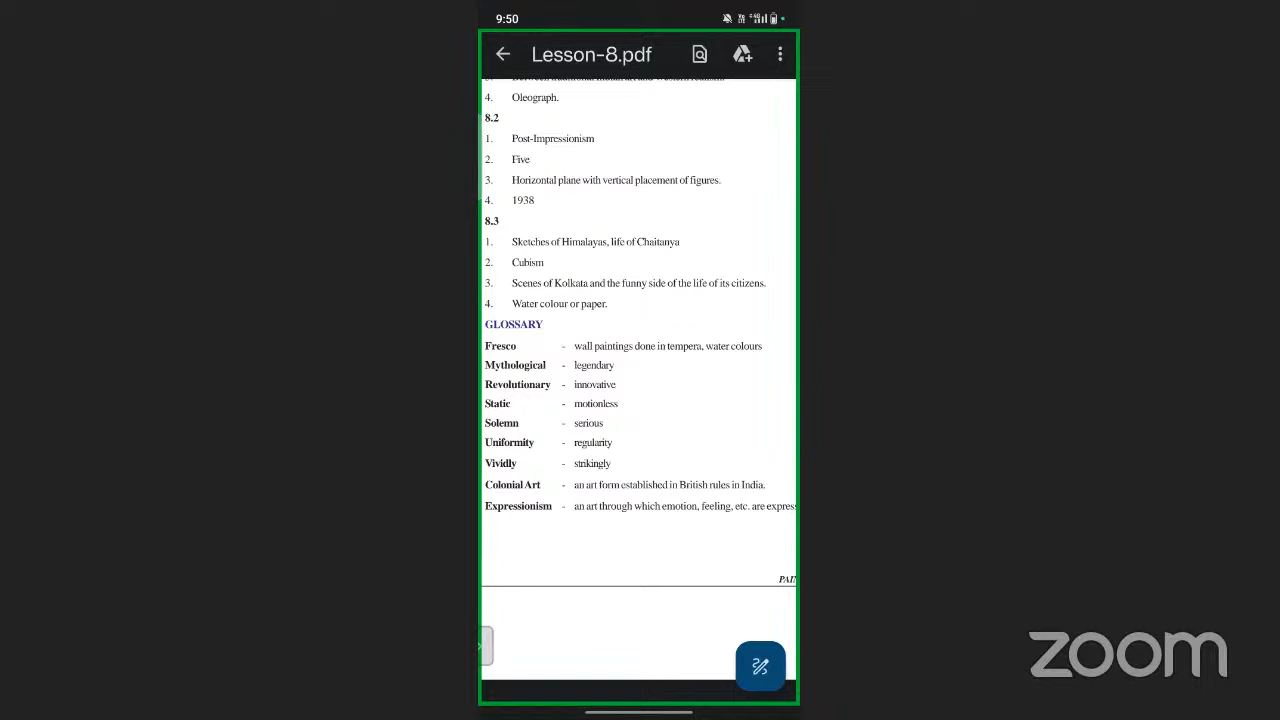 9:50
Lesson-8.pdf
4. Oleograph.
8.2
1. Post-Impressionism
2. Five
3. Horizontal plane with vertical placement of figures.
4. 1938
8.3
1. Sketches of Himalayas, life of Chaitanya
2. Cubism
3. Scenes of Kolkata and the funny side of the life of its citizens.
4. Water colour or paper.
GLOSSARY
Fresco - wall paintings done in tempera, water colours
Mythological - legendary
Revolutionary - innovative
Static - motionless
Solemn - serious
Uniformity - regularity
Vividly - strikingly
Colonial Art - an art form established in British rules in India.
Expressionism - an art through which emotion, feeling, etc. are express
PAI
zoom